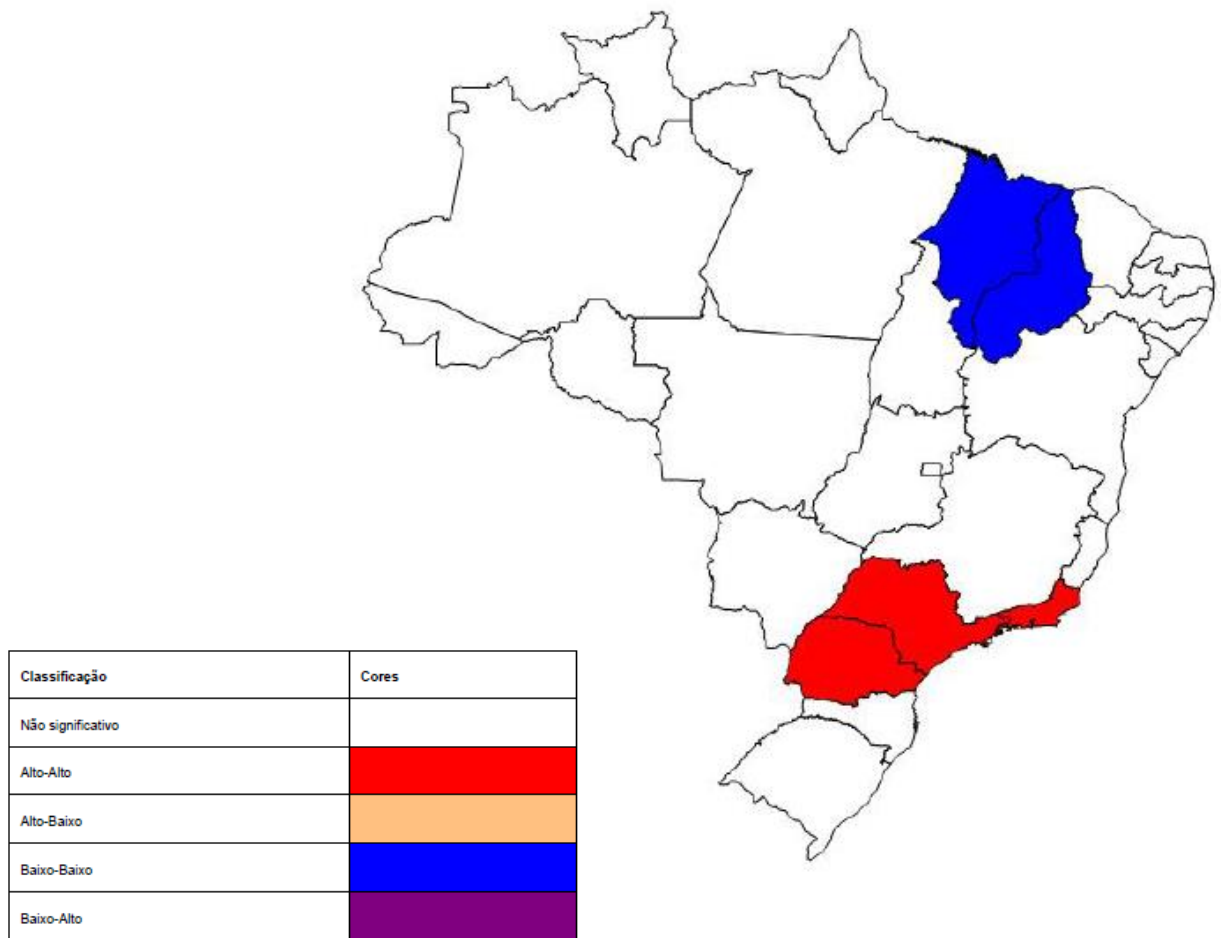 Classificação Cores
Não significativo
Alto-Alto
Alto-Baixo
Baixo-Baixo
Baixo-Alto